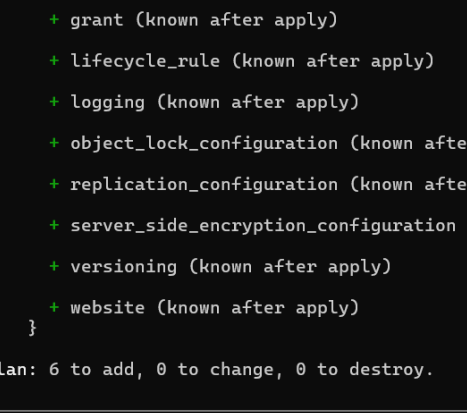 + grant (known after apply)
+ lifecycle_rule (known after apply)
+ logging (known after apply)
+ object_lock_configuration (known afte
+ replication_configuration (known afte
+ server_side_encryption_configuration
+ versioning (known after apply)
+ website (known after apply)
}
lan: 6 to add, 0 to change, 0 to destroy.